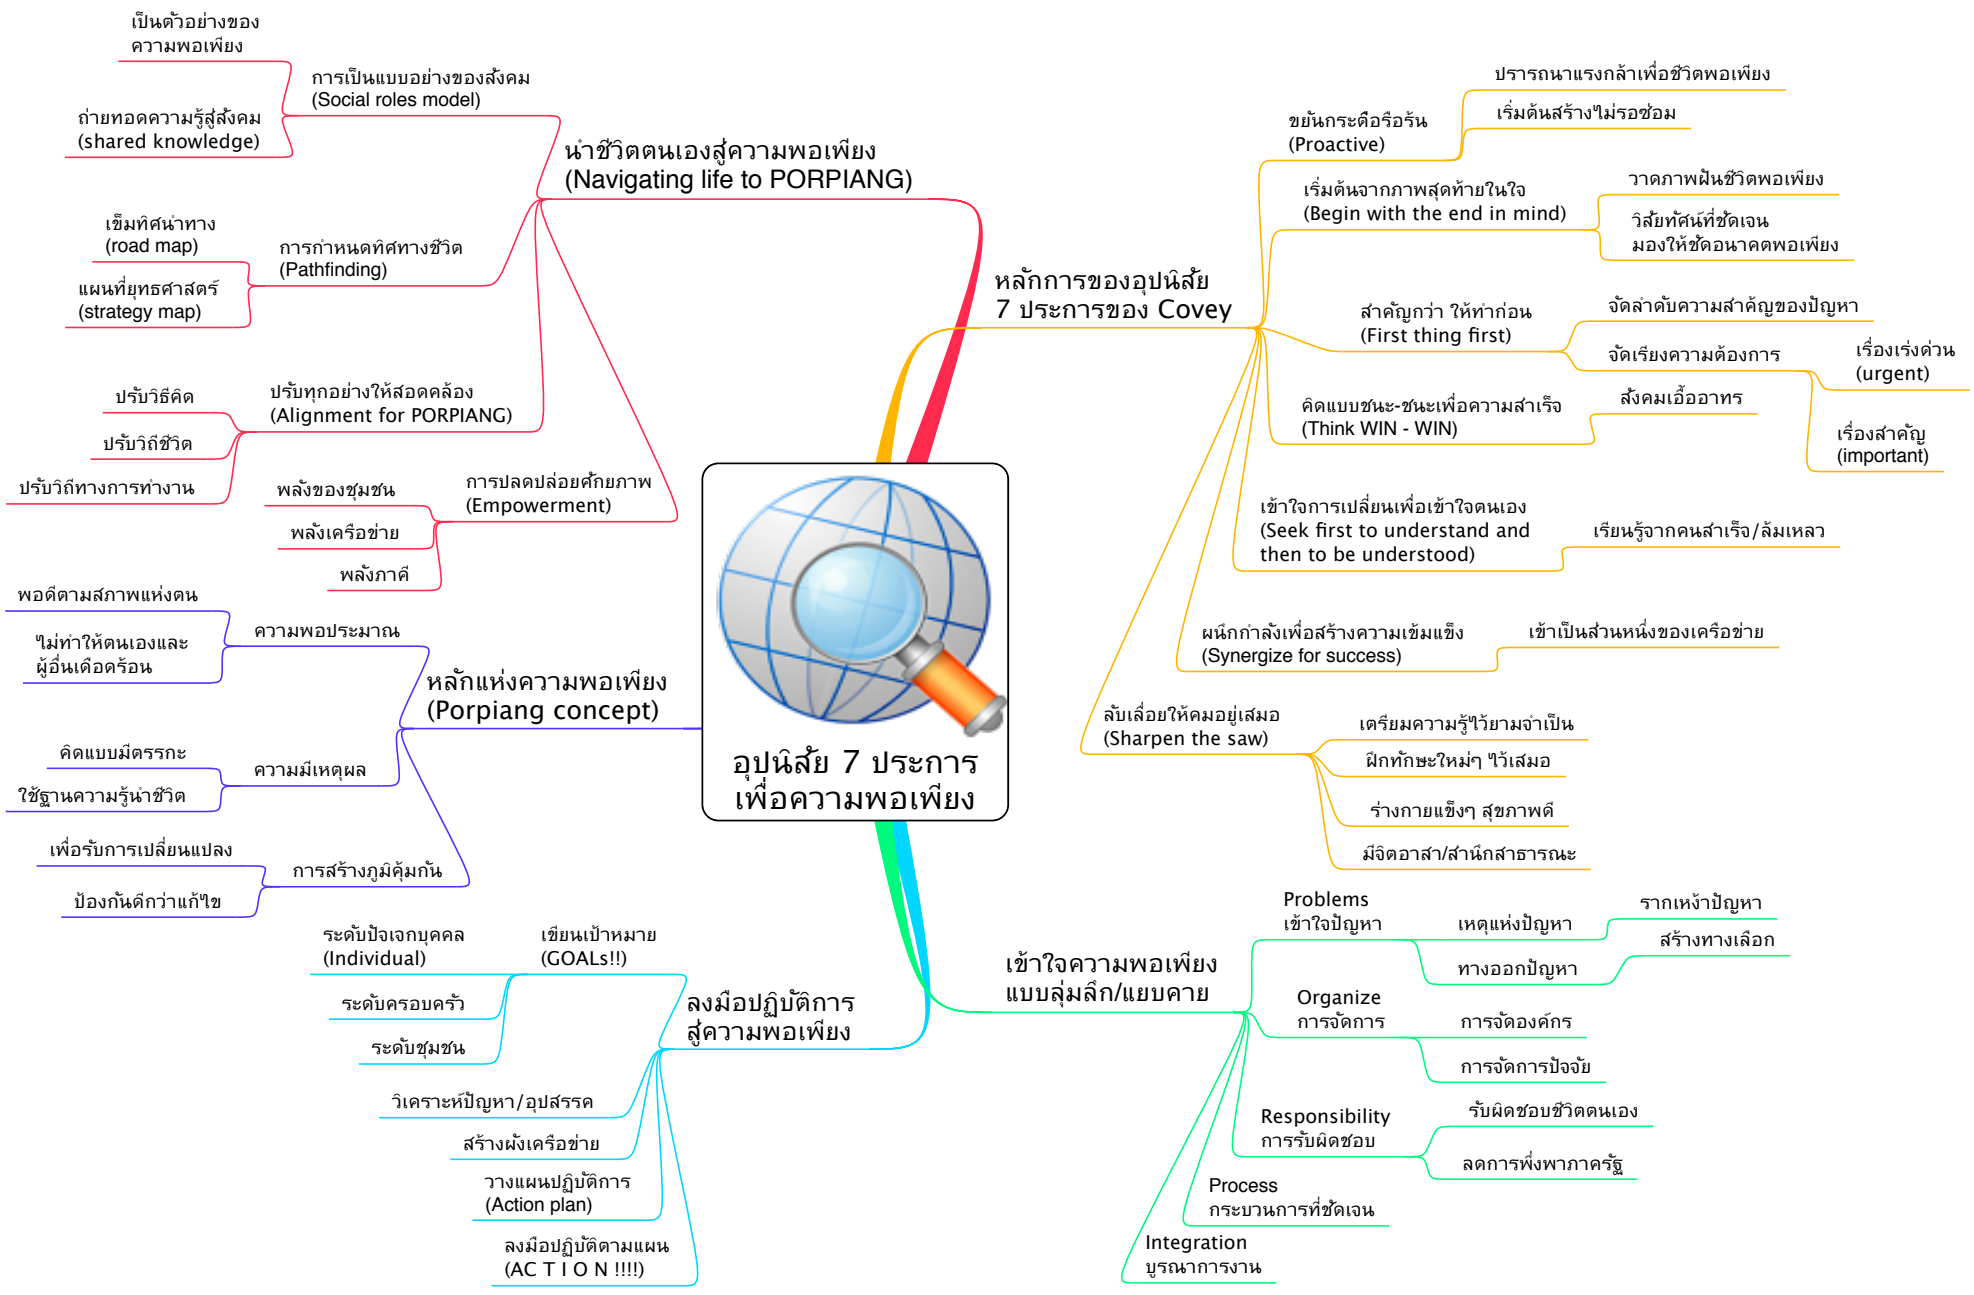 อุปนิสัย 7 ประการ
เพื่อความพอเพียง
หลักการของอุปนิสัย
7 ประการของ Covey
ขยันกระตือรือร้น
(Proactive)
ปรารถนาแรงกล้าเพื่อชีวิตพอเพียง
เริ่มต้นสร้างไม่รอซ่อม
เริ่มต้นจากภาพสุดท้ายในใจ
(Begin with the end in mind)
วาดภาพฝันชีวิตพอเพียง
วิสัยทัศน์ที่ชัดเจน
มองให้ชัดอนาคตพอเพียง
สำคัญกว่า ให้ทำก่อน
(First thing first)
จัดลำดับความสำคัญของปัญหา
จัดเรียงความต้องการ
เรื่องเร่งด่วน
(urgent)
เรื่องสำคัญ
(important)
คิดแบบชนะ-ชนะเพื่อความสำเร็จ
(Think WIN - WIN)
สังคมเอื้ออาทร
เข้าใจการเปลี่ยนเพื่อเข้าใจตนเอง
(Seek first to understand and
then to be understood)
เรียนรู้จากคนสำเร็จ/ล้มเหลว
ผนึกกำลังเพื่อสร้างความเข้มแข็ง
(Synergize for success)
เข้าเป็นส่วนหนึ่งของเครือข่าย
ลับเลื่อยให้คมอยู่เสมอ
(Sharpen the saw)
เตรียมความรู้ไว้ยามจำเป็น
ฝึกทักษะใหม่ๆ ไว้เสมอ
ร่างกายแข็งๆ สุขภาพดี
มีจิตอาสา/สำนึกสาธารณะ
เข้าใจความพอเพียง
แบบลุ่มลึก/แยบคาย
Problems
เข้าใจปัญหา
เหตุแห่งปัญหา
รากเหง้าปัญหา
ทางออกปัญหา
สร้างทางเลือก
Organize
การจัดการ
การจัดองค์กร
การจัดการปัจจัย
Responsibility
การรับผิดชอบ
รับผิดชอบชีวิตตนเอง
ลดการพึ่งพาภาครัฐ
Process
กระบวนการที่ชัดเจน
Integration
บูรณาการงาน
นำชีวิตตนเองสู่ความพอเพียง
(Navigating life to PORPIANG)
การเป็นแบบอย่างของสังคม
(Social roles model)
เป็นตัวอย่างของ
ความพอเพียง
ถ่ายทอดความรู้สู่สังคม
(shared knowledge)
การกำหนดทิศทางชีวิต
(Pathfinding)
เข็มทิศนำทาง
(road map)
แผนที่ยุทธศาสตร์
(strategy map)
ปรับทุกอย่างให้สอดคล้อง
(Alignment for PORPIANG)
ปรับวิธีคิด
ปรับวิถีชีวิต
ปรับวิถีทางการทำงาน
การปลดปล่อยศักยภาพ
(Empowerment)
พลังของชุมชน
พลังเครือข่าย
พลังภาคี
หลักแห่งความพอเพียง
(Porpiang concept)
ความพอประมาณ
พอดีตามสภาพแห่งตน
ไม่ทำให้ตนเองและ
ผู้อื่นเดือดร้อน
ความมีเหตุผล
คิดแบบมีตรรกะ
ใช้ฐานความรู้นำชีวิต
การสร้างภูมิคุ้มกัน
เพื่อรับการเปลี่ยนแปลง
ป้องกันดีกว่าแก้ไข
ลงมือปฏิบัติการ
สู่ความพอเพียง
เขียนเป้าหมาย
(GOALs!!)
ระดับปัจเจกบุคคล
(Individual)
ระดับครอบครัว
ระดับชุมชน
วิเคราะห์ปัญหา/อุปสรรค
สร้างผังเครือข่าย
วางแผนปฏิบัติการ
(Action plan)
ลงมือปฏิบัติตามแผน
(AC T I O N !!!!)